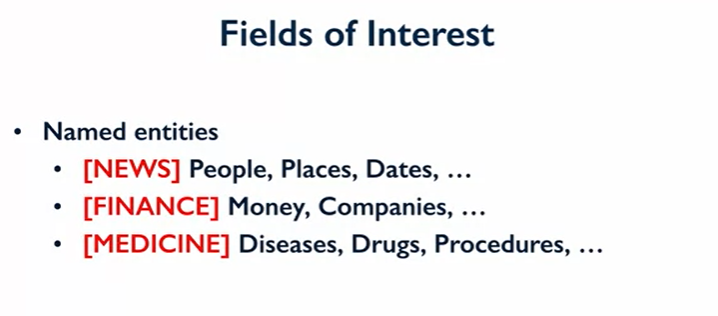 Fields of Interest
• Named entities
• [NEWS] People, Places, Dates, …
• [FINANCE] Money, Companies, …
• [MEDICINE] Diseases, Drugs, Procedures, …